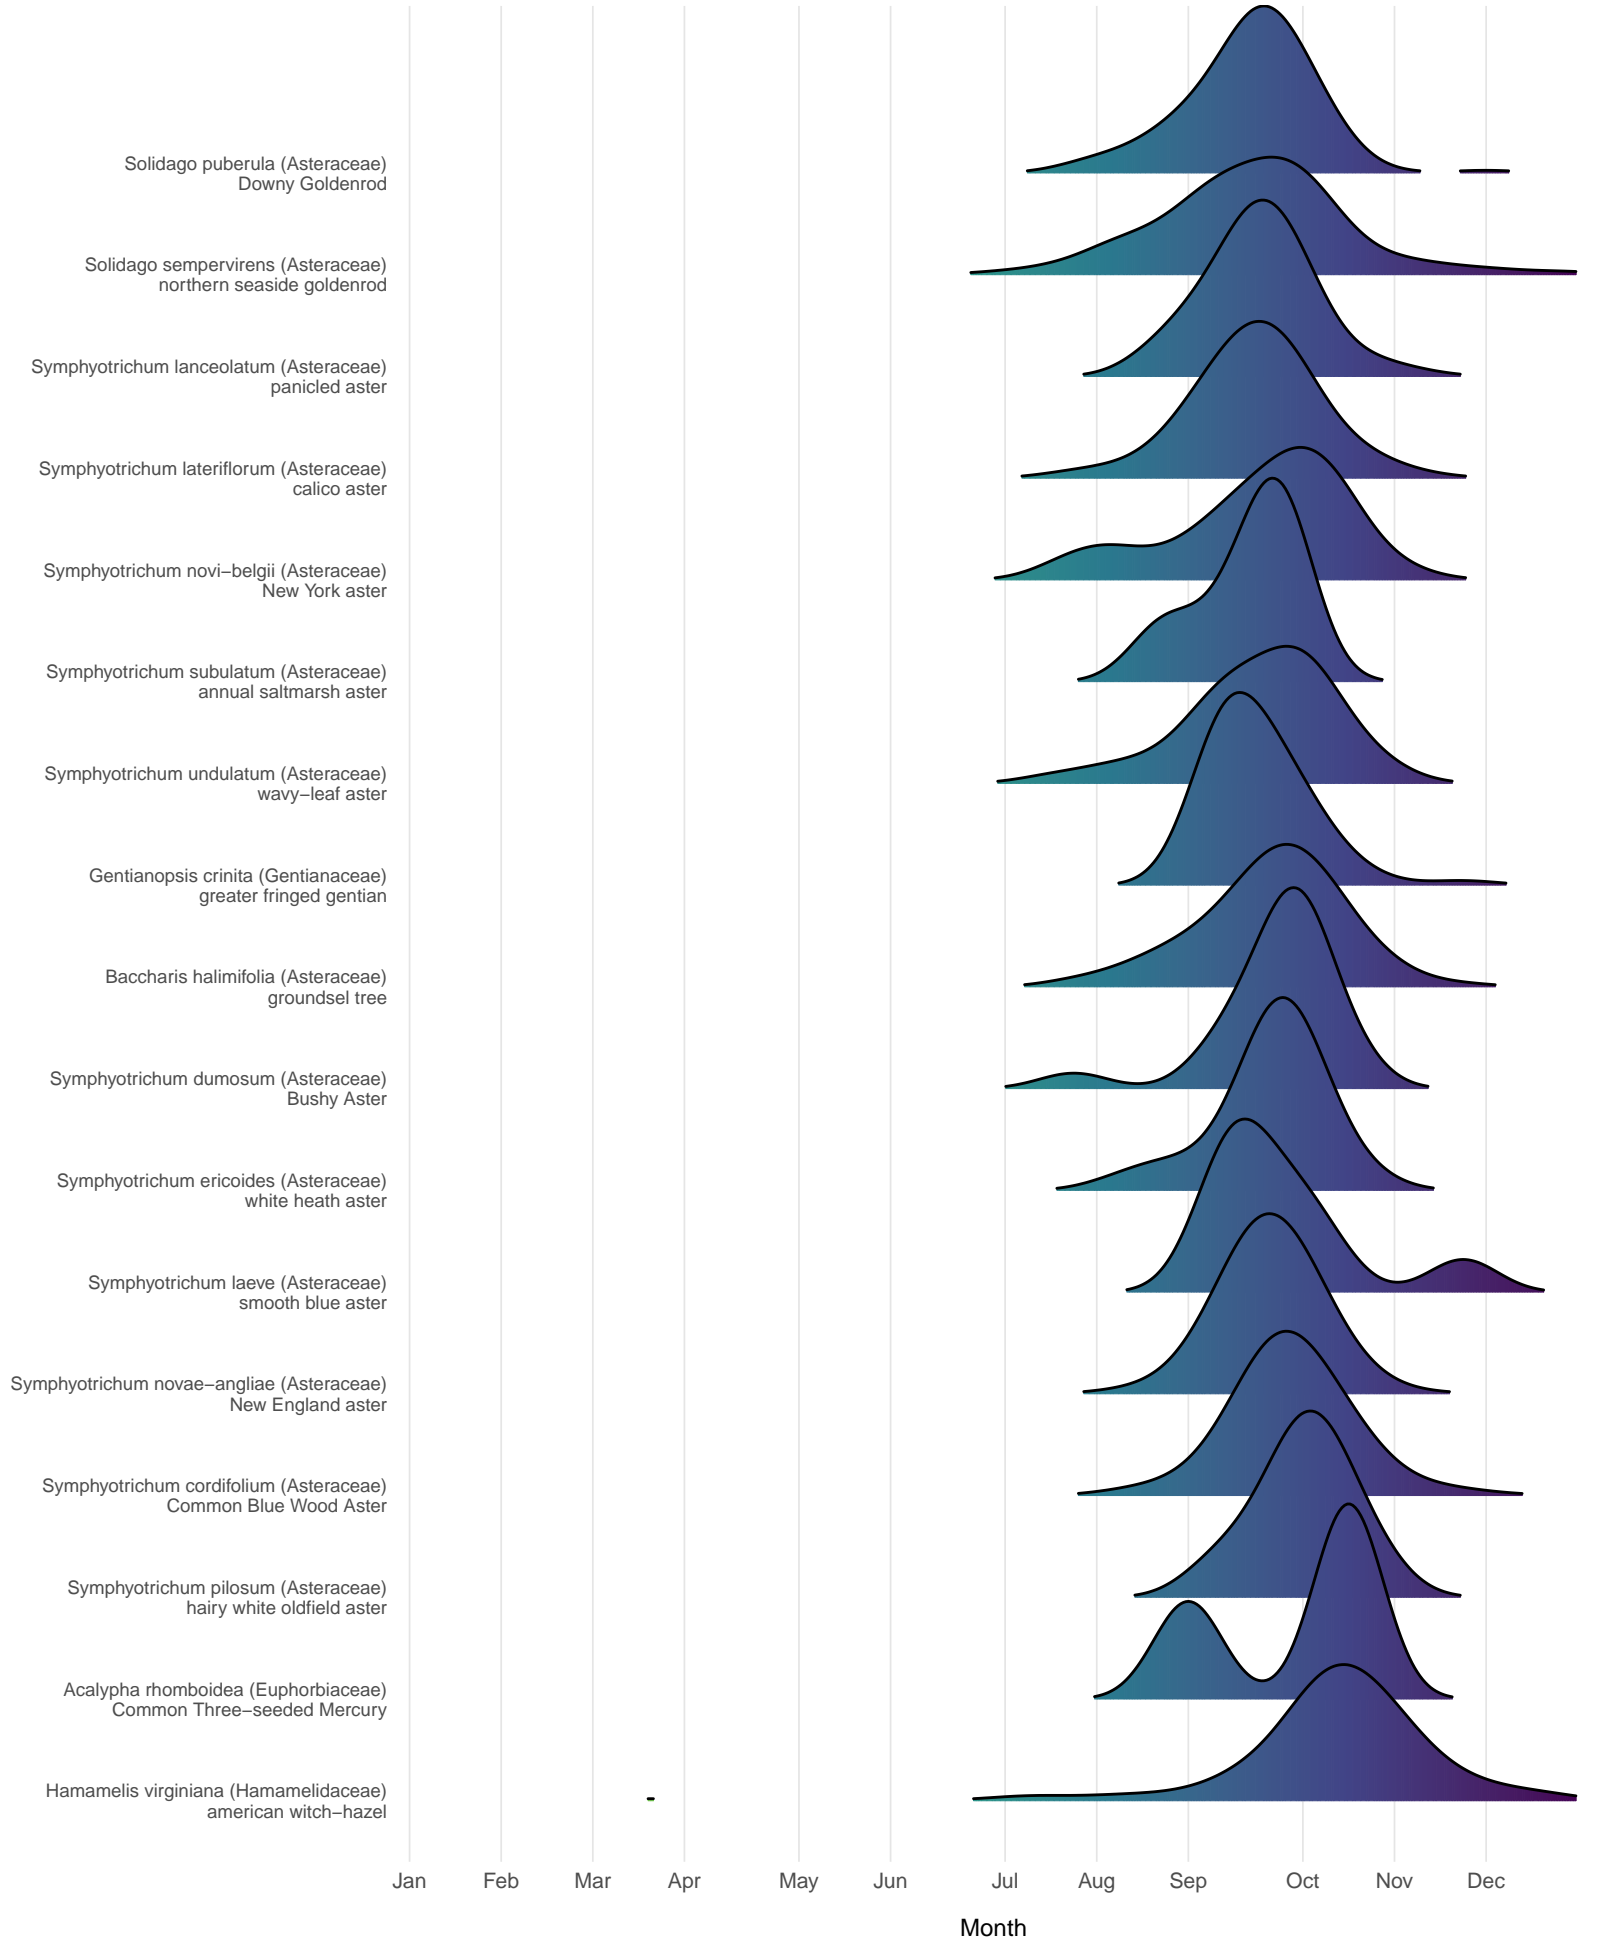 Solidago puberula (Asteraceae)
Downy Goldenrod
Solidago sempervirens (Asteraceae)
northern seaside goldenrod
Symphyotrichum lanceolatum (Asteraceae)
panicled aster
Symphyotrichum lateriflorum (Asteraceae)
calico aster
Symphyotrichum novi−belgii (Asteraceae)
New York aster
Symphyotrichum subulatum (Asteraceae)
annual saltmarsh aster
Symphyotrichum undulatum (Asteraceae)
wavy−leaf aster
Gentianopsis crinita (Gentianaceae)
greater fringed gentian
Baccharis halimifolia (Asteraceae)
groundsel tree
Symphyotrichum dumosum (Asteraceae)
Bushy Aster
Symphyotrichum ericoides (Asteraceae)
white heath aster
Symphyotrichum laeve (Asteraceae)
smooth blue aster
Symphyotrichum novae−angliae (Asteraceae)
New England aster
Symphyotrichum cordifolium (Asteraceae)
Common Blue Wood Aster
Symphyotrichum pilosum (Asteraceae)
hairy white oldfield aster
Acalypha rhomboidea (Euphorbiaceae)
Common Three−seeded Mercury
Hamamelis virginiana (Hamamelidaceae)
american witch−hazel
Jan Feb Mar Apr May Jun Jul Aug Sep Oct Nov Dec
Month